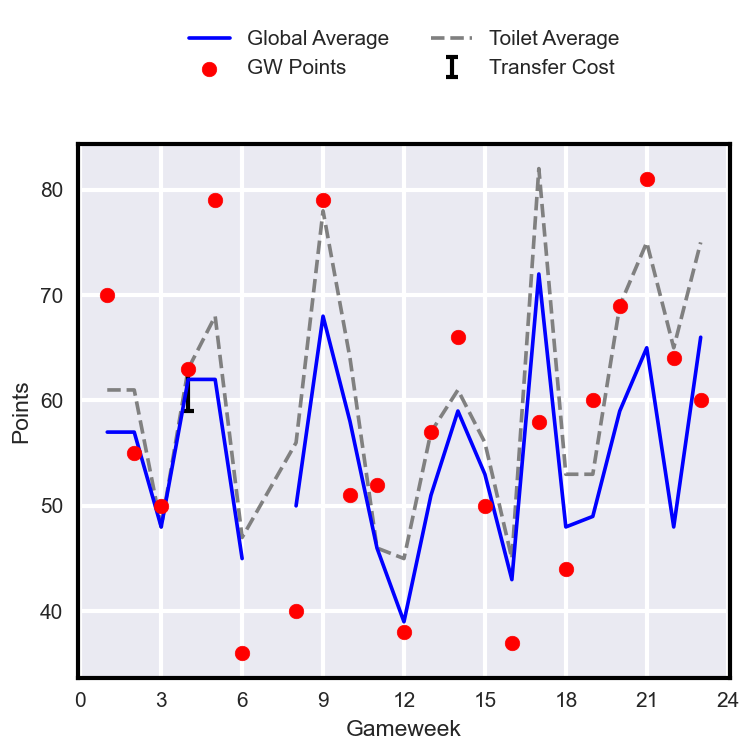 Global Average
Toilet Average
GW Points
Transfer Cost
80
70
60
50
40
Points
0 3 6 9 12 15 18 21 24
Gameweek